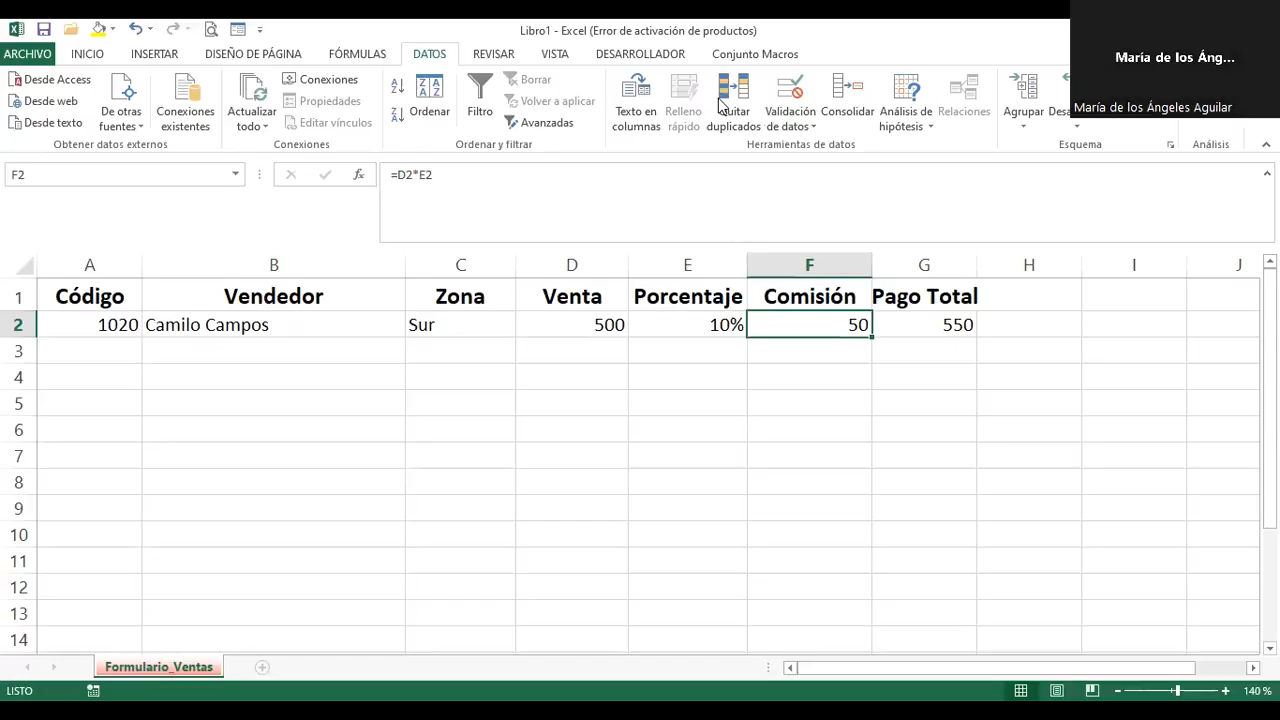 Libro1 - Excel (Error de activación de productos)
María de los Áng...
María de los Ángeles Aguilar
ARCHIVO INICIO INSERTAR DISEÑO DE PÁGINA FÓRMULAS DATOS REVISAR VISTA DESARROLLADOR Conjunto Macros
Desde Access
Desde web
Desde texto
De otras
fuentes
Conexiones
existentes
Obtener datos externos
Actualizar
todo
Conexiones
Propiedades
Editar vínculos
Conexiones
Ordenar
Filtro
Borrar
Volver a aplicar
Avanzadas
Ordenar y filtrar
Texto en
columnas
Relleno
rápido
duplicados
Validación
de datos
Consolidar
Análisis de
hipótesis
Relaciones
Herramientas de datos
Agrupar
Esquema
Análisis
F2 fx =D2*E2
A B C D E F G H I J
1 Código Vendedor Zona Venta Porcentaje Comisión Pago Total
2 1020 Camilo Campos Sur 500 10% 50 550
3
4
5
6
7
8
9
10
11
12
13
14
Formulario_Ventas
LISTO 140 %